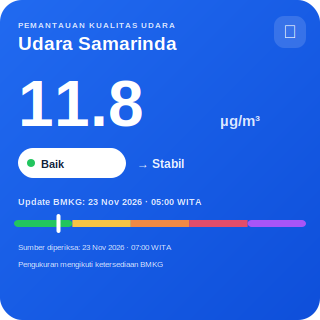 PEMANTAUAN KUALITAS UDARA
Udara Samarinda
11.8
µg/m³
Baik
→ Stabil
Update BMKG: 23 Nov 2026 · 05:00 WITA
Sumber diperiksa: 23 Nov 2026 · 07:00 WITA
Pengukuran mengikuti ketersediaan BMKG